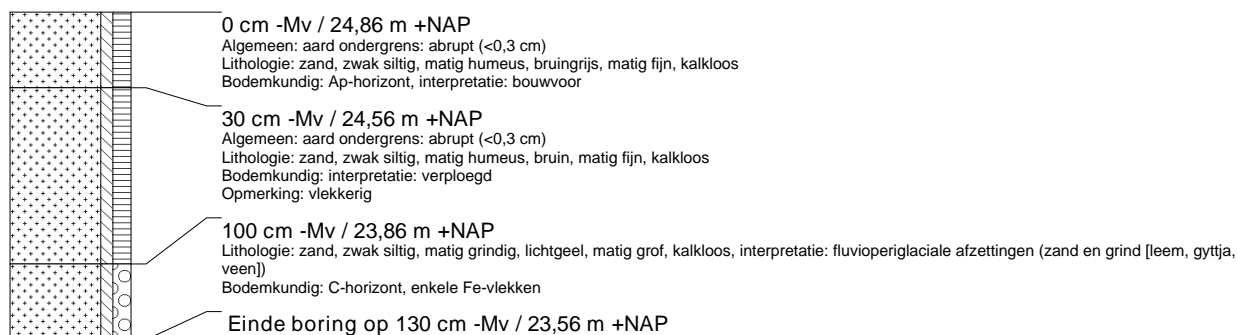 0 cm -Mv / 24,86 m +NAP
Algemeen: aard ondergrens: abrupt (<0,3 cm)
Lithologie: zand, zwak siltig, matig humeus, bruingrijs, matig fijn, kalkloos
Bodemkundig: Ap-horizont, interpretatie: bouwvoor
30 cm -Mv / 24,56 m +NAP
Algemeen: aard ondergrens: abrupt (<0,3 cm)
Lithologie: zand, zwak siltig, matig humeus, bruin, matig fijn, kalkloos
Bodemkundig: interpretatie: verploegd
Opmerking: vlekkerig
100 cm -Mv / 23,86 m +NAP
Lithologie: zand, zwak siltig, matig grindig, lichtgeel, matig grof, kalkloos, interpretatie: fluvioperiglaciale afzettingen (zand en grind [leem, gyttja,
veen])
Bodemkundig: C-horizont, enkele Fe-vlekken
Einde boring op 130 cm -Mv / 23,56 m +NAP